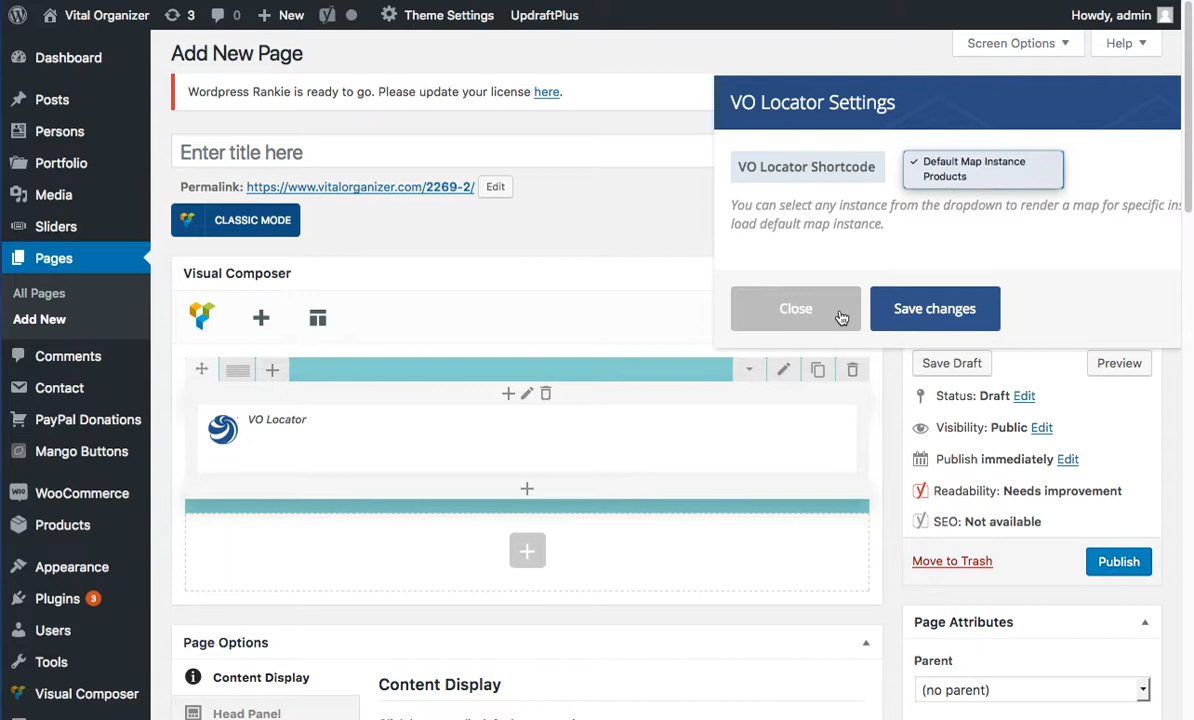 Vital Organizer
3
0
New
Theme Settings
UpdraftPlus
Howdy, admin
Dashboard
Posts
Persons
Portfolio
Media
Sliders
Pages
All Pages
Add New
Comments
Contact
PayPal Donations
Mango Buttons
WooCommerce
Products
Appearance
Plugins 3
Users
Tools
Visual Composer
Add New Page
Screen Options
Help
Wordpress Rankie is ready to go. Please update your license here.
Enter title here
Permalink: https://www.vitalorganizer.com/2269-2/ Edit
CLASSIC MODE
Visual Composer
VO Locator
VO Locator Settings
VO Locator Shortcode
✓ Default Map Instance
Products
You can select any instance from the dropdown to render a map for specific ins
load default map instance.
Close
Save changes
Save Draft
Preview
Status: Draft Edit
Visibility: Public Edit
Publish immediately Edit
Readability: Needs improvement
SEO: Not available
Move to Trash
Publish
Page Attributes
Parent
(no parent)
Page Options
Content Display
Head Panel
Content Display